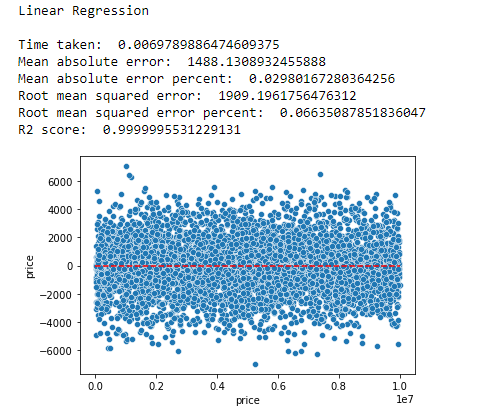 Linear Regression
Time taken:  0.0069789886474609375
Mean absolute error:  1488.1308932455888
Mean absolute error percent:  0.02980167280364256
Root mean squared error:  1909.1961756476312
Root mean squared error percent:  0.06635087851836047
R2 score:  0.9999995531229131
6000
4000
2000
0
−2000
−4000
−6000
price
0.0 0.2 0.4 0.6 0.8 1.0
1e7
price